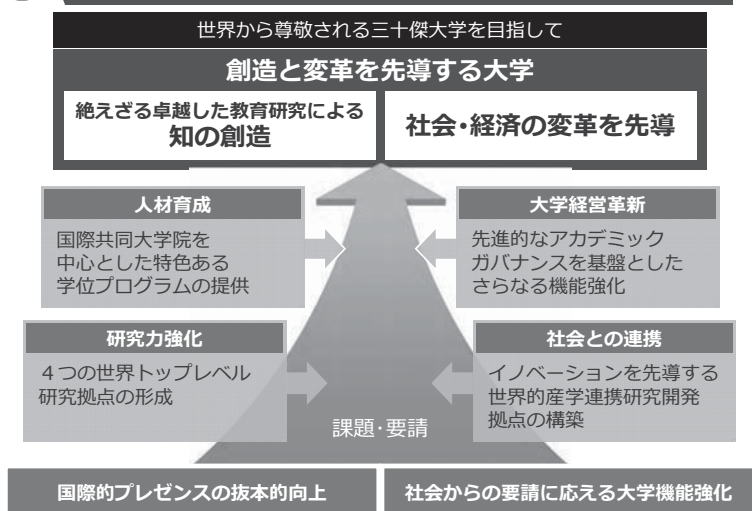 世界から尊敬される三十傑大学を目指して
創造と変革を先導する大学
絶えざる卓越した教育研究による
知の創造
社会・経済の変革を先導
人材育成
国際共同大学院を
中心とした特色ある
学位プログラムの提供
大学経営革新
先進的なアカデミック
ガバナンスを基盤とした
さらなる機能強化
研究力強化
4つの世界トップレベル
研究拠点の形成
社会との連携
イノベーションを先導する
世界的産学連携研究開発
拠点の構築
課題・要請
国際的プレゼンスの抜本的向上
社会からの要請に応える大学機能強化